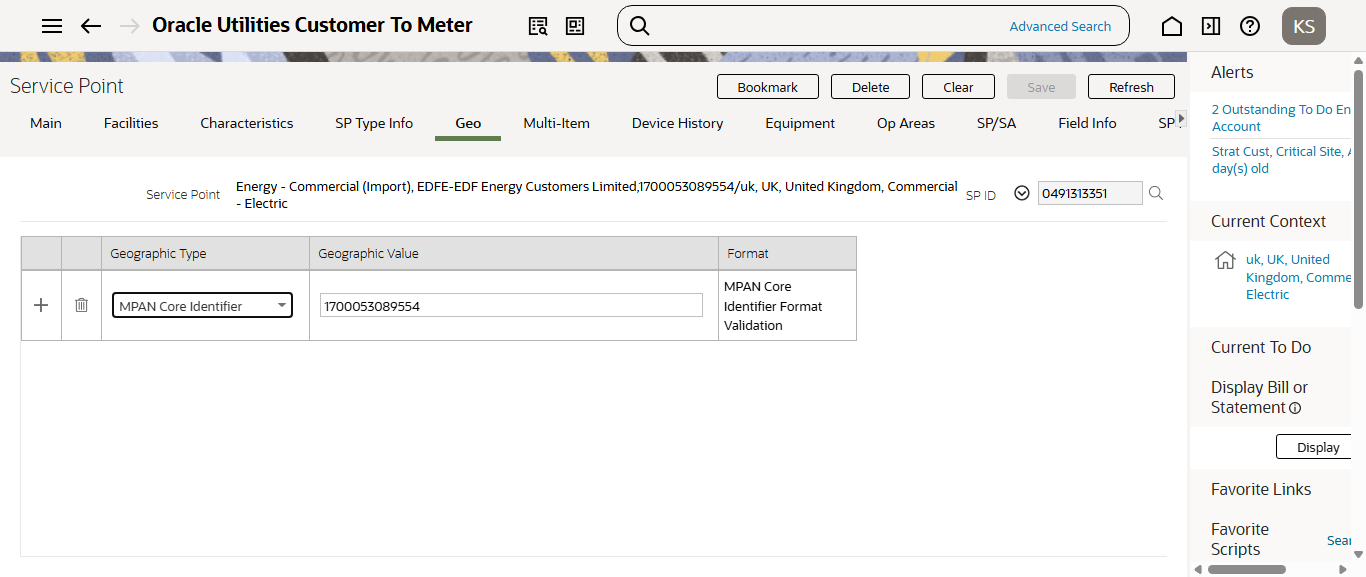 Oracle Utilities Customer To Meter
Advanced Search
KS
Service Point
Bookmark
Delete
Clear
Save
Refresh
Main
Facilities
Characteristics
SP Type Info
Geo
Multi-Item
Device History
Equipment
Op Areas
SP/SA
Field Info
SP
Service Point
Energy - Commercial (Import), EDFE-EDF Energy Customers Limited,1700053089554/uk, UK, United Kingdom, Commercial
- Electric
SP ID
0491313351
Geographic Type
Geographic Value
Format
MPAN Core Identifier
1700053089554
MPAN Core
Identifier Format
Validation
Alerts
2 Outstanding To Do En
Account
Strat Cust, Critical Site, A
day(s) old
Current Context
uk, UK, United
Kingdom, Comme
Electric
Current To Do
Display Bill or
Statement
Display
Favorite Links
Favorite
Scripts
Sear